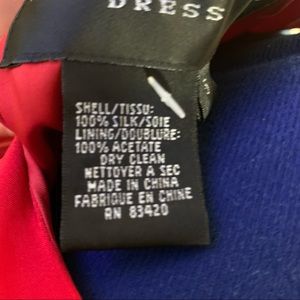 DRESS
SHELL/TISSU:
100% SILK/SOIE
LINING/DOUBLURE:
100% ACETATE
DRY CLEAN
NETTOYER A SEC
MADE IN CHINA
FABRIQUE EN CHINE
RN 83420